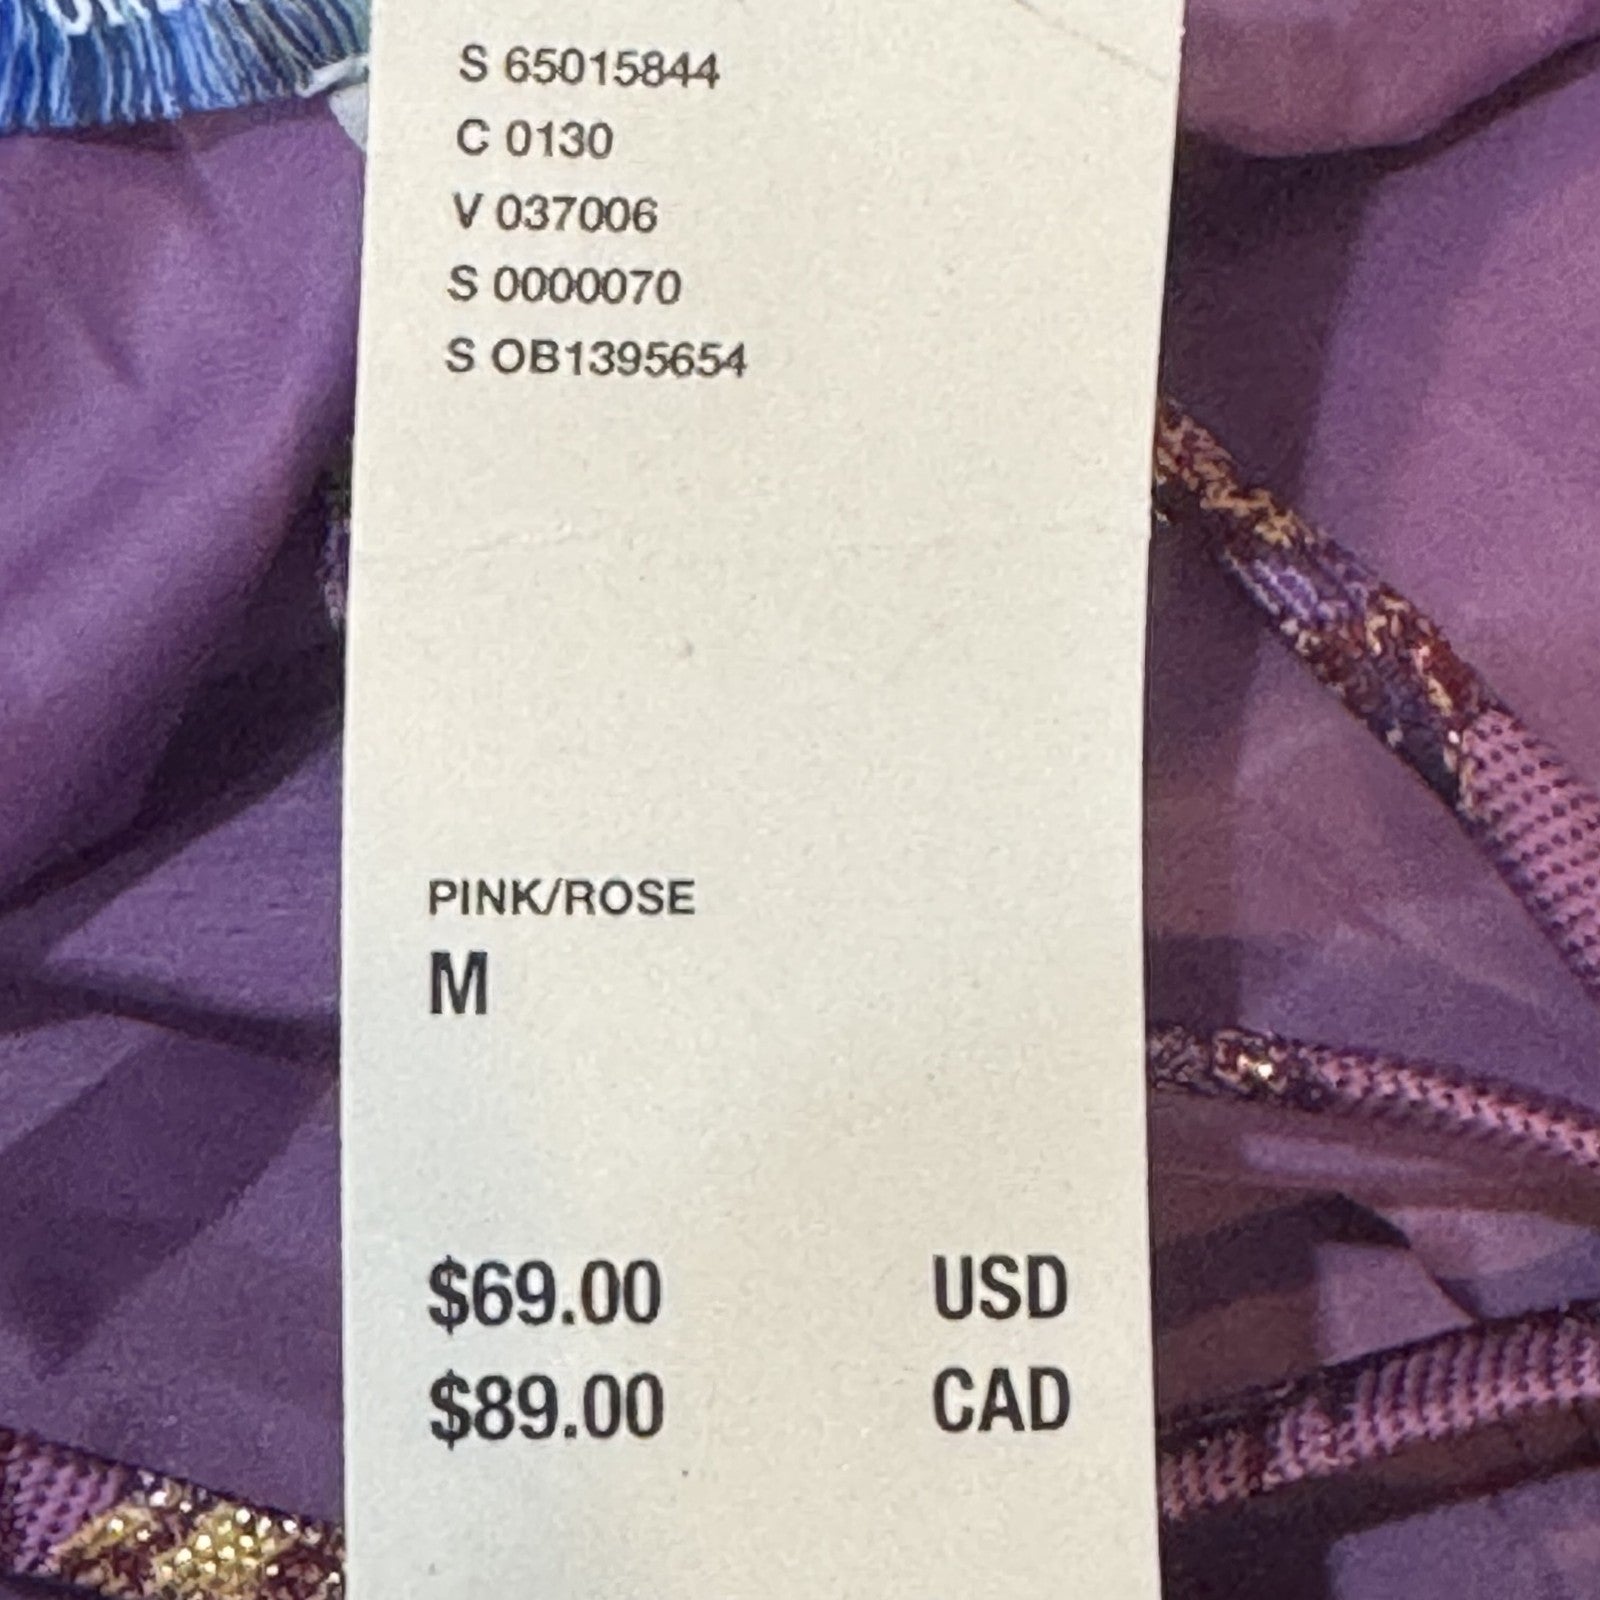 S 65015844
C 0130
V 037006
S 0000070
S OB1395654
PINK/ROSE
M
$69.00 USD
$89.00 CAD